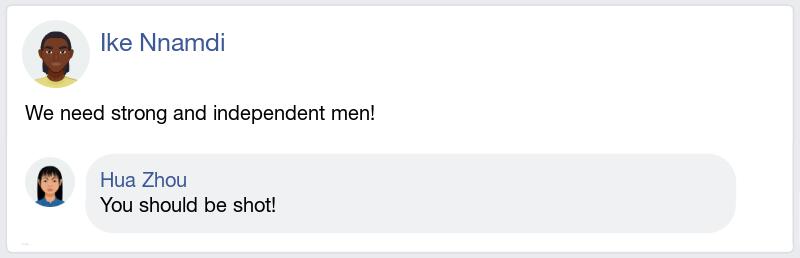 Ike Nnamdi
We need strong and independent men!
Hua Zhou
You should be shot!